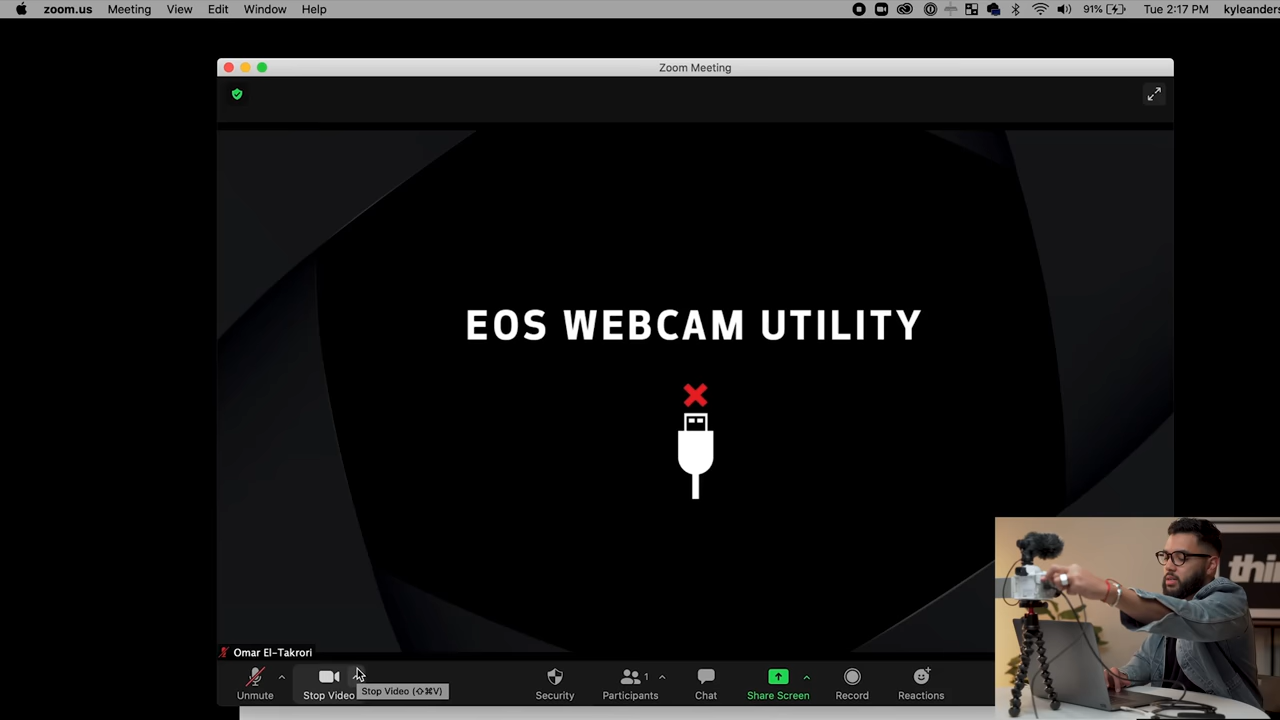 zoom.us Meeting View Edit Window Help 91% Tue 2:17 PM kyleanders
Zoom Meeting
EOS WEBCAM UTILITY
Omar El-Takrori
Unmute Stop Video Stop Video (⇧⌘V) Security 1 Participants Chat Share Screen Record Reactions
thin